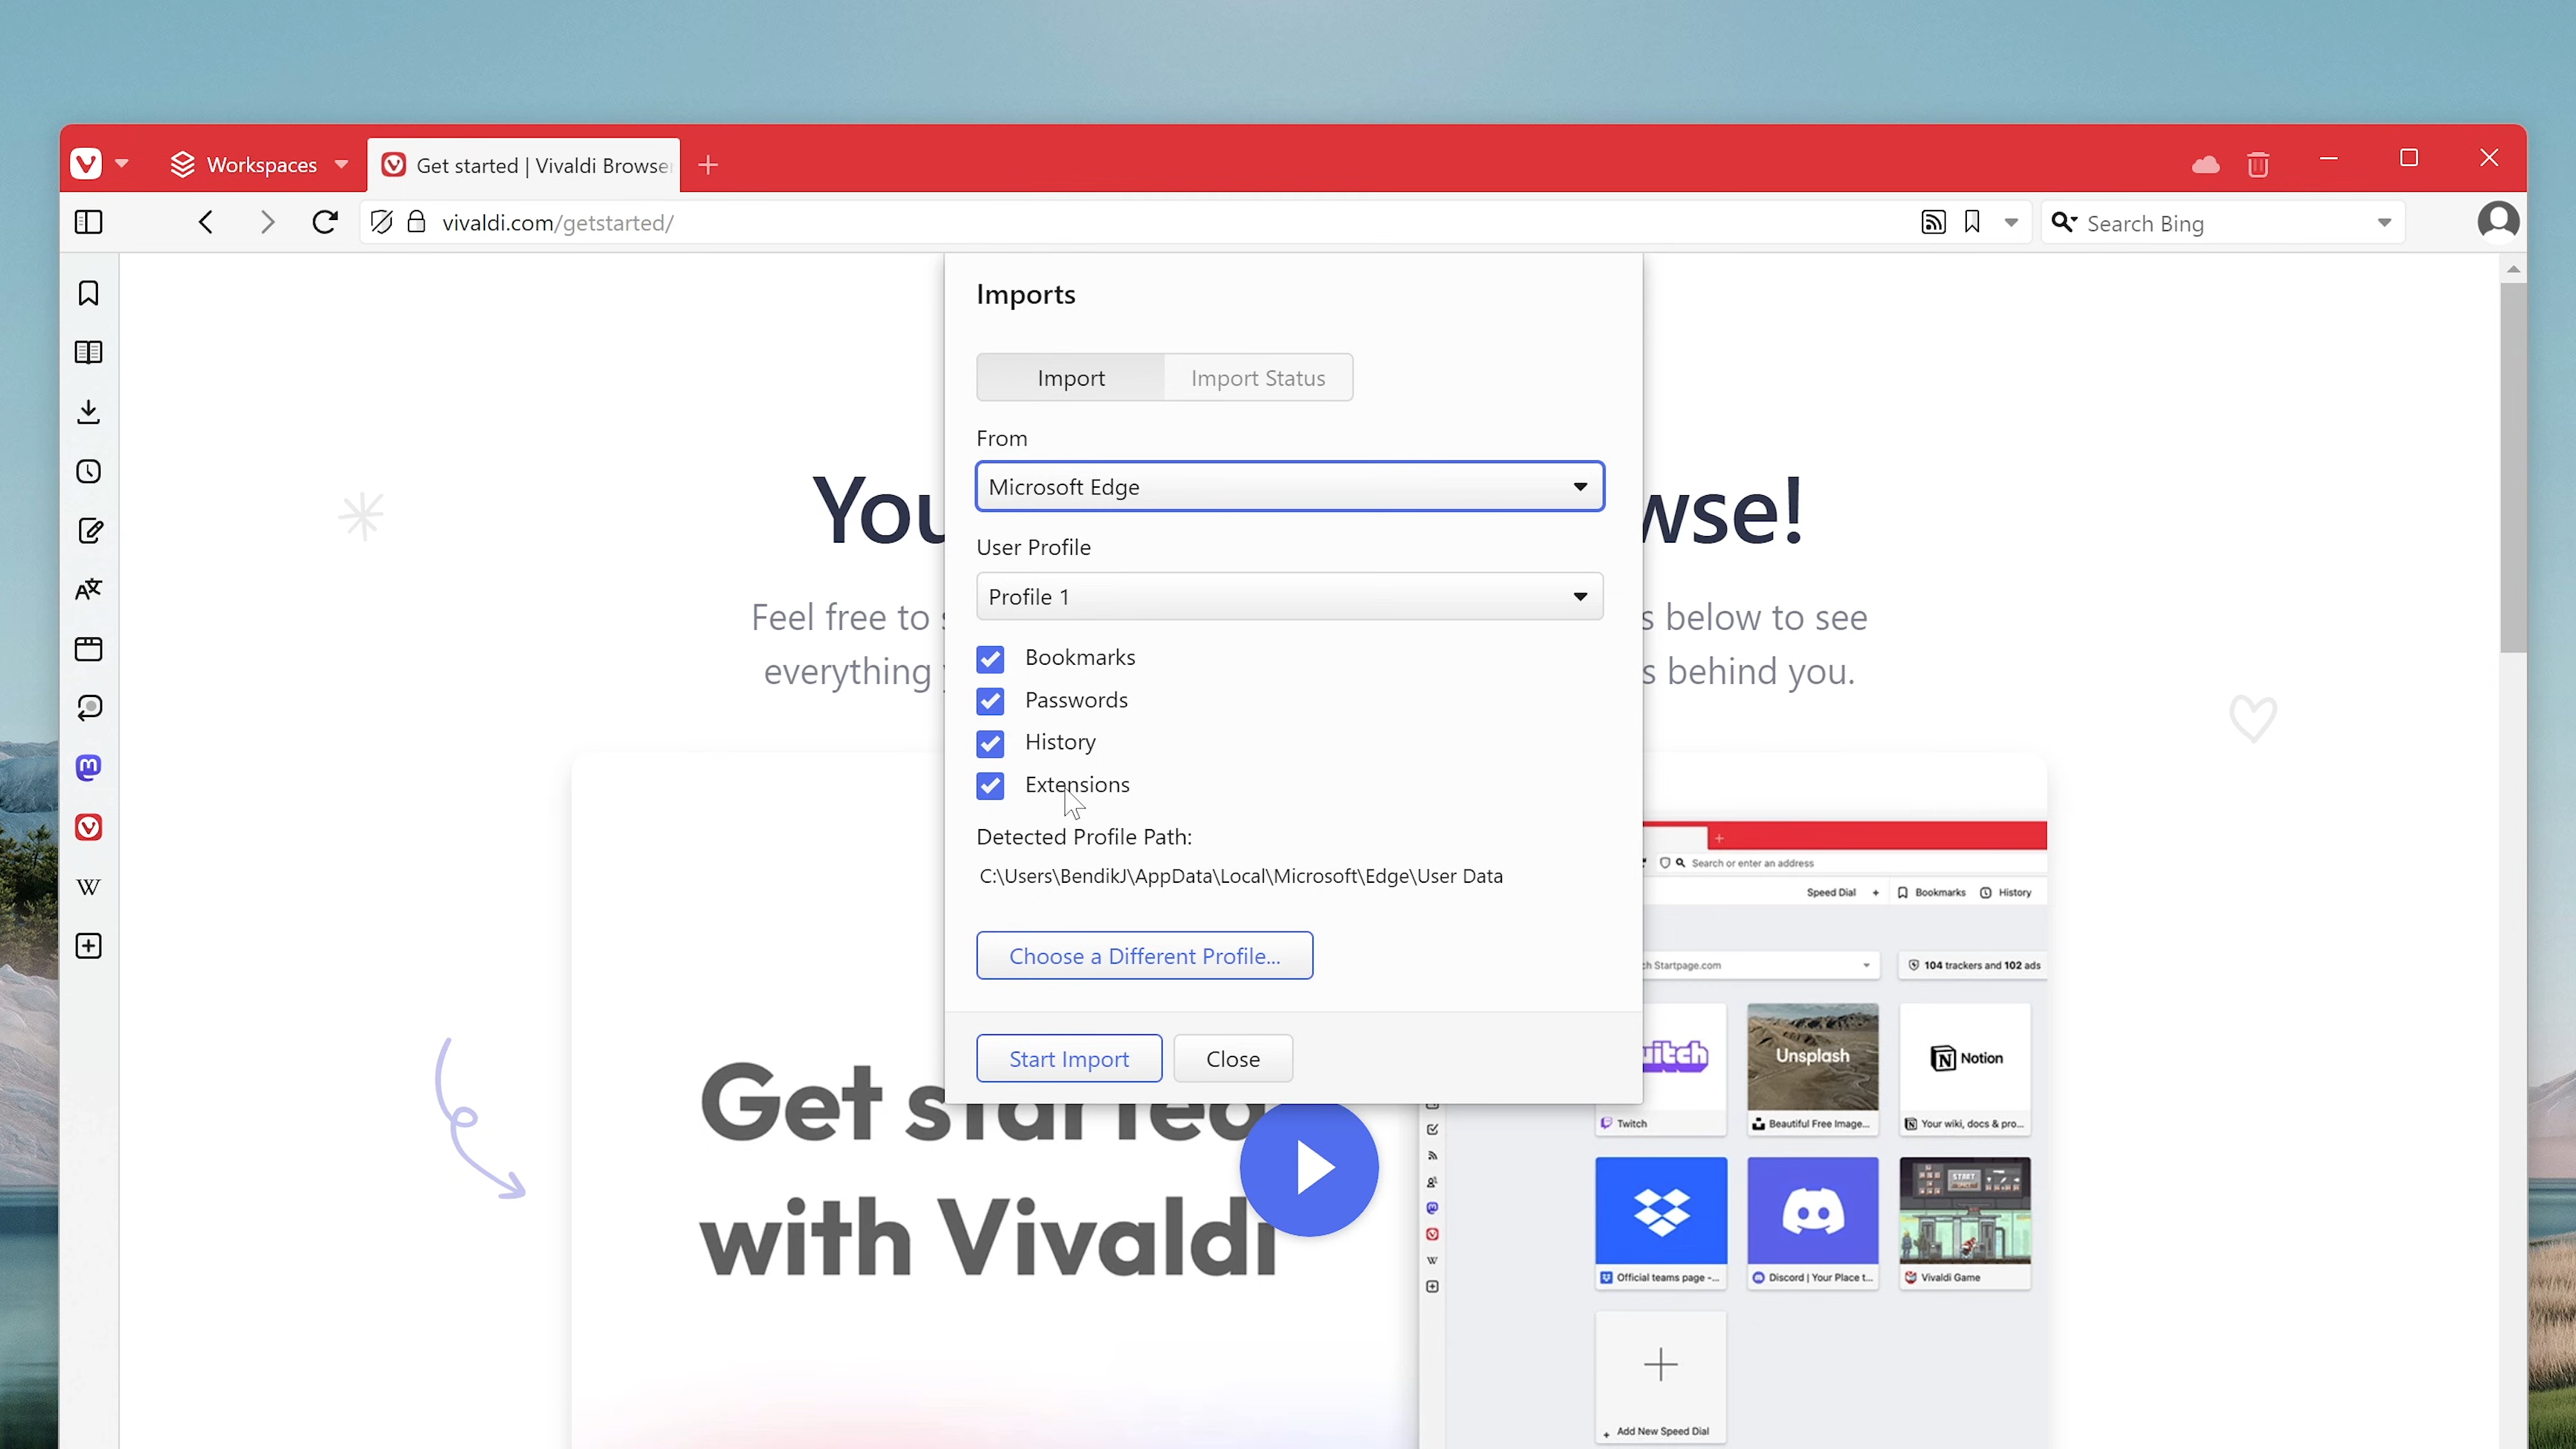 Workspaces
Get started | Vivaldi Browse
vivaldi.com/getstarted/
Search Bing
Imports
Import
Import Status
From
Microsoft Edge
User Profile
Profile 1
Bookmarks
Passwords
History
Extensions
Detected Profile Path:
C:\Users\BendikJ\AppData\Local\Microsoft\Edge\User Data
Choose a Different Profile...
Start Import
Close
You wse!
Feel free to s below to see
everything s behind you.
Get started
with Vivaldi
Search or enter an address
Speed Dial
Bookmarks
History
Startpage.com
104 trackers and 102 ads
Unsplash
Notion
Twitch
Beautiful Free Image...
Your wiki, docs & pro...
START
Official teams page -...
Discord | Your Place t...
Vivaldi Game
Add New Speed Dial